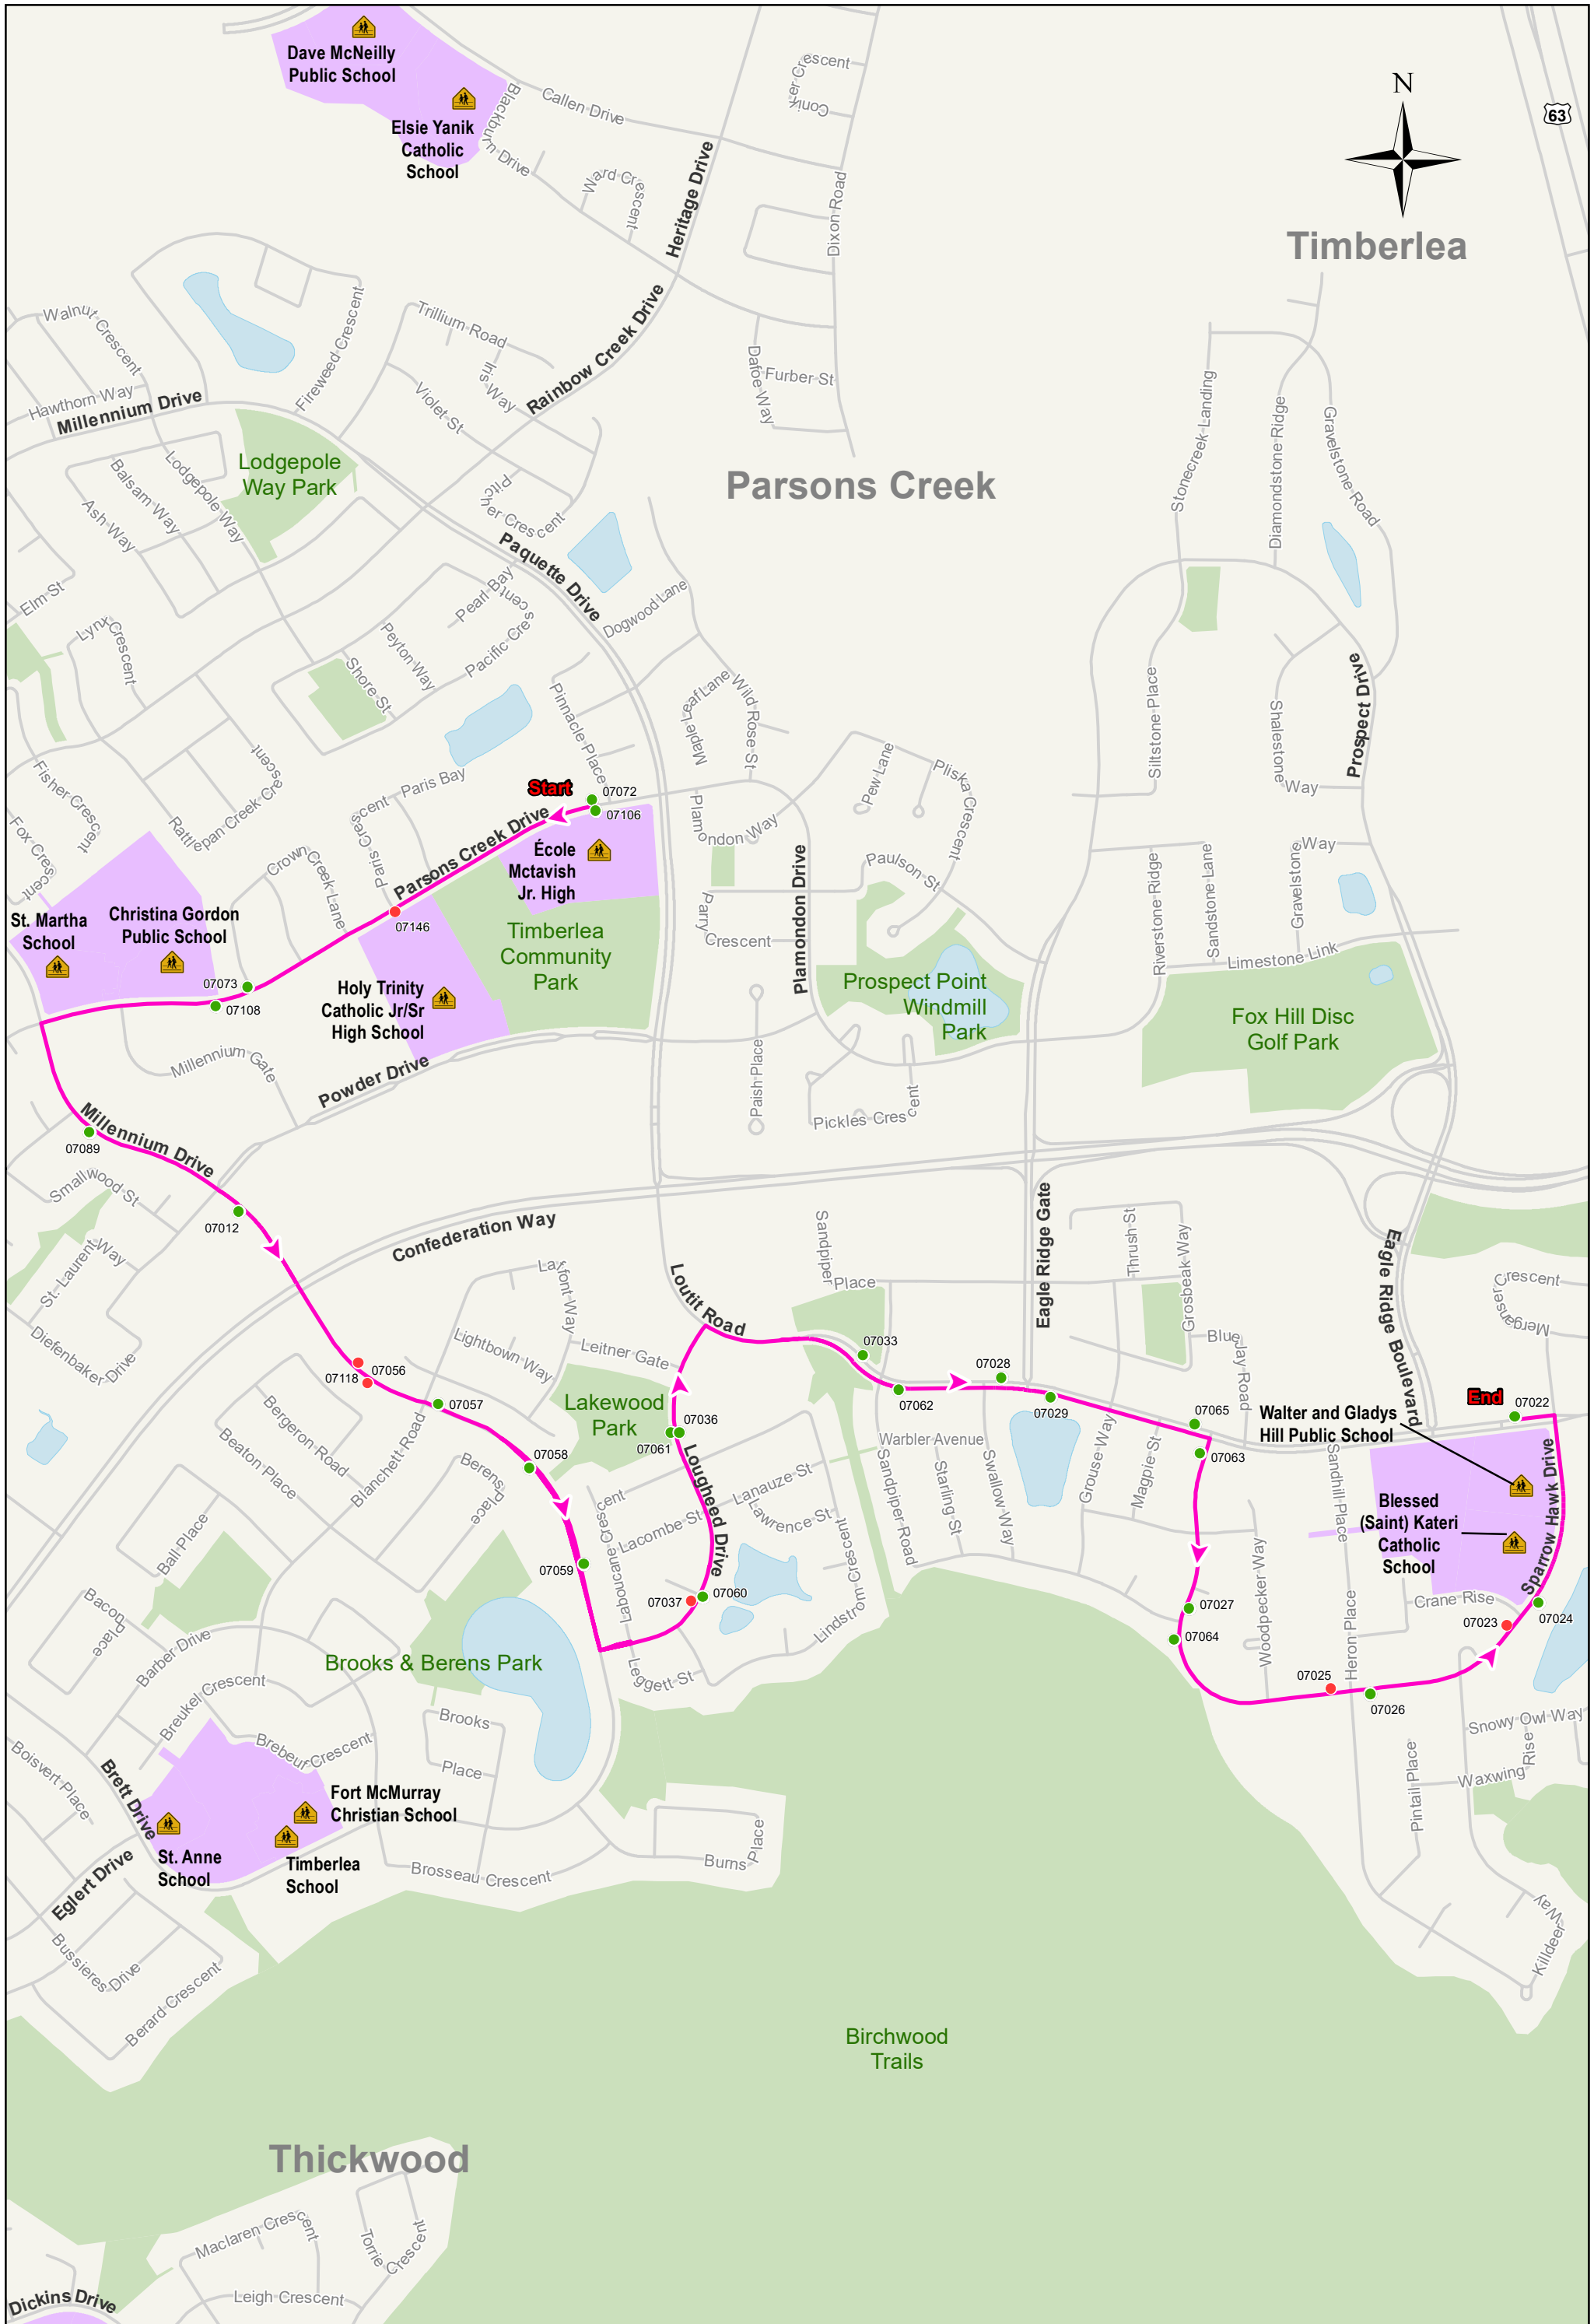 Dave McNeilly
Public School
Elsie Yanik
Catholic
School
Blackburn Drive
Callen Drive
Ward Crescent
Heritage Drive
Dixon Road
Crescent
N
63
Timberlea
Walnut Crescent
Hawthorn Way
Millennium Drive
Fireweed Crescent
Trillium Road
Iris Way
Violet St
Rainbow Creek Drive
Dafoe Way
Furber St
Lodgepole
Way Park
Balsam Way
Lodgepole Way
Ash Way
Pitcher Crescent
Parsons Creek
Stonecreek Landing
Diamondstone Ridge
Gravelstone Road
Elm St
Lynx Crescent
Paquette Drive
Pearl Bay
Pacific Crescent
Peyton Way
Shore St
Dogwood Lane
Pinnacle Place
Maple Leaf Lane
Wild Rose St
Siltstone Place
Shalestone
Way
Prospect Drive
Fisher Crescent
Fox Crescent
Rattlepan Creek Crescent
Paris Bay
Paris Crescent
Crown Creek Lane
Start
07072
07106
Parsons Creek Drive
École
Mctavish
Jr. High
Plamondon Way
Plamondon Drive
Pew Lane
Pliska Crescent
Paulson St
Parry
Crescent
Riverstone Ridge
Sandstone Lane
Gravelstone
Way
Limestone Link
St. Martha
School
Christina Gordon
Public School
07146
07073
07108
Timberlea
Community
Park
Holy Trinity
Catholic Jr/Sr
High School
Prospect Point
Windmill
Park
Fox Hill Disc
Golf Park
Millennium Gate
Powder Drive
Paish Place
Pickles Crescent
Millennium Drive
07089
Smallwood St
07012
St. Laurent Way
Diefenbaker Drive
Confederation Way
Loutit Road
Sandpiper
Place
Eagle Ridge Gate
Thrush St
Grosbeak Way
Blue
Jay Road
Eagle Ridge Boulevard
Merganser
Crescent
Laffont Way
Leitner Gate
Lightbown Way
07056
07118
07057
Lakewood
Park
07036
07061
07033
07062
07028
07029
07065
07063
End
07022
Walter and Gladys
Hill Public School
Blessed
(Saint) Kateri
Catholic
School
Sparrow Hawk Drive
Bergeron Road
Beaton Place
Blanchett Road
Berens
Place
07058
07059
Lougheed Drive
Lanauze St
Lawrence St
Lacombe St
Laboucane Crescent
Lindstrom Crescent
07060
07037
Leggett St
Warbler Avenue
Sandpiper Road
Starling St
Swallow Way
Grouse Way
Magpie St
Woodpecker Way
Sandhill Place
Heron Place
Crane Rise
07027
07064
07025
07026
07023
07024
Snowy Owl Way
Waxwing
Rise
Pintail Place
Killdeer
Way
Ball Place
Bacon
Place
Barber Drive
Breukel Crescent
Brebeuf Crescent
Brooks & Berens Park
Brooks
Place
Boisvert Place
Brett Drive
Eglert Drive
Fort McMurray
Christian School
St. Anne
School
Timberlea
School
Brosseau Crescent
Burns Place
Bussieres Drive
Berard Crescent
Birchwood
Trails
Thickwood
Maclaren Crescent
Torrie Crescent
Leigh Crescent
Dickins Drive